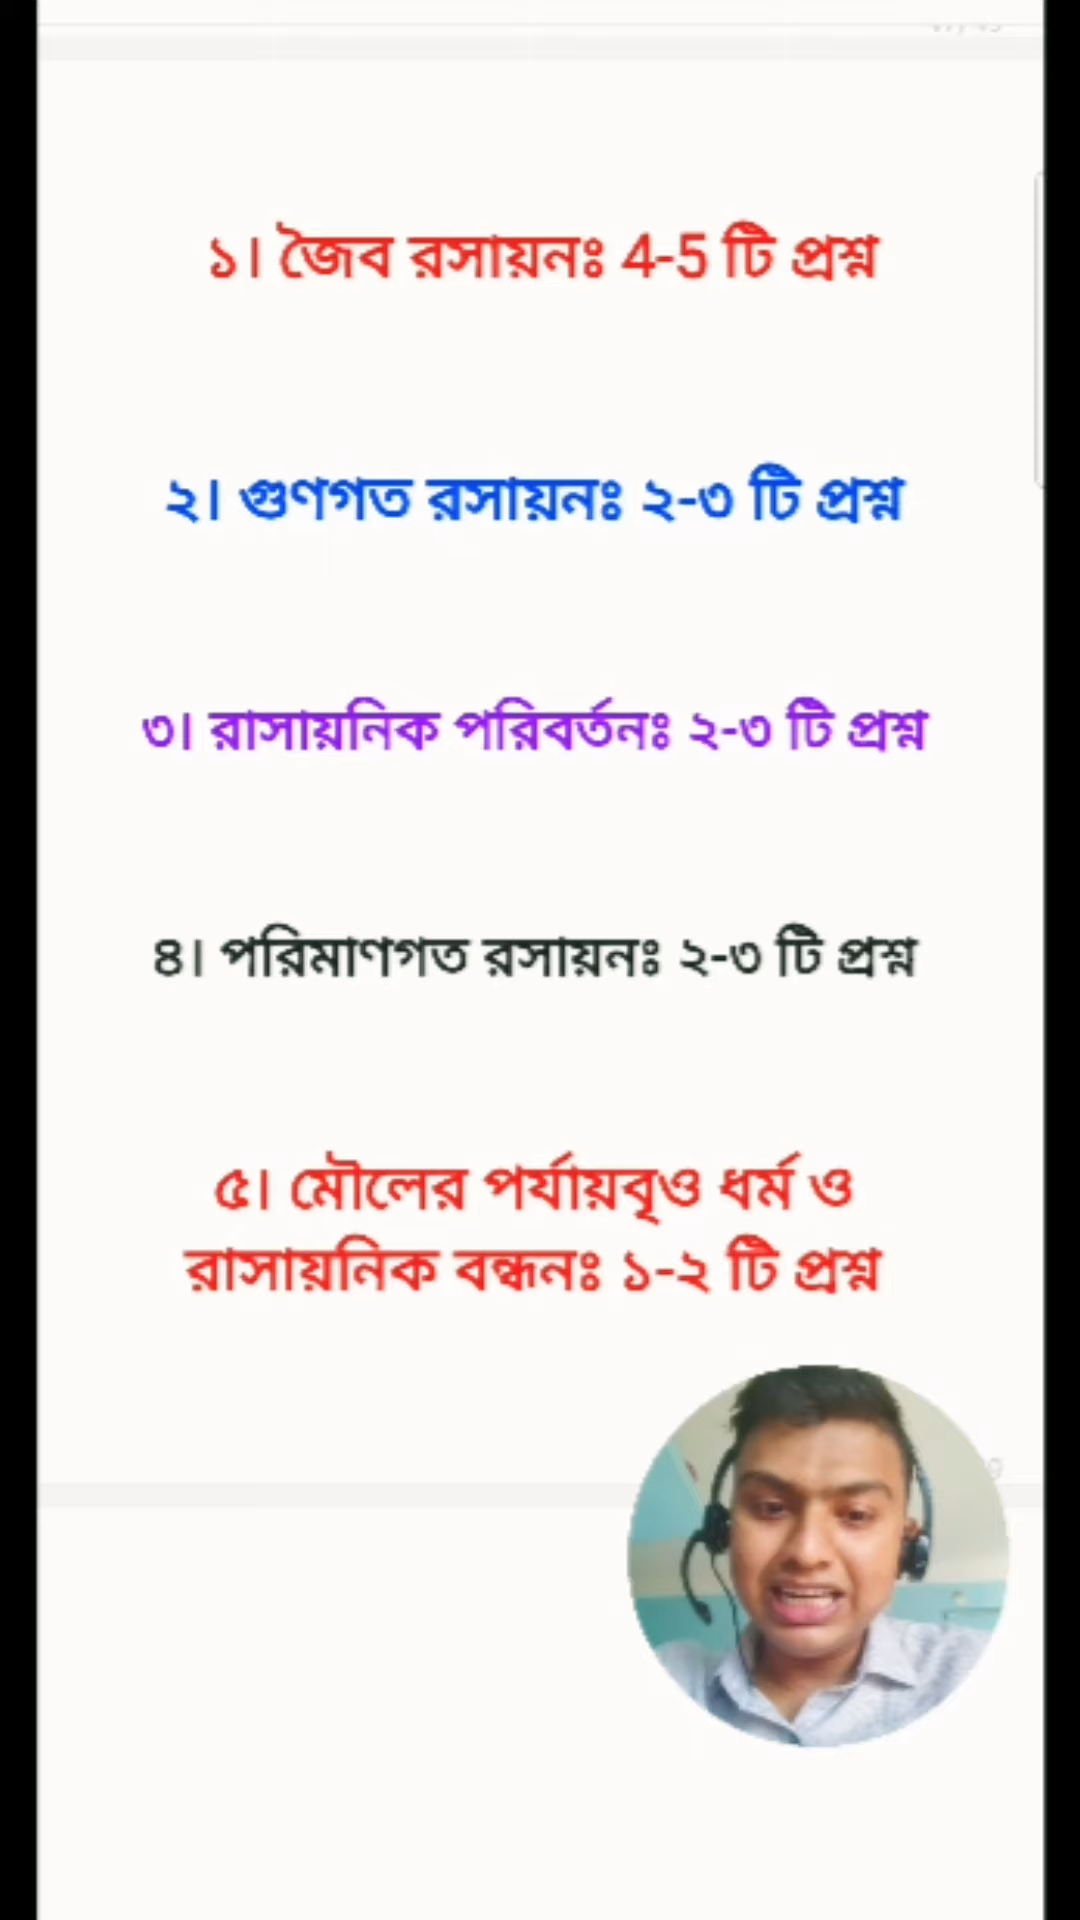 ১। জৈব রসায়নঃ 4-5 টি প্রশ্ন
২। গুণগত রসায়নঃ ২-৩ টি প্রশ্ন
৩। রাসায়নিক পরিবর্তনঃ ২-৩ টি প্রশ্ন
৪। পরিমাণগত রসায়নঃ ২-৩ টি প্রশ্ন
৫। মৌলের পর্যায়বৃও ধর্ম ও
রাসায়নিক বন্ধনঃ ১-২ টি প্রশ্ন